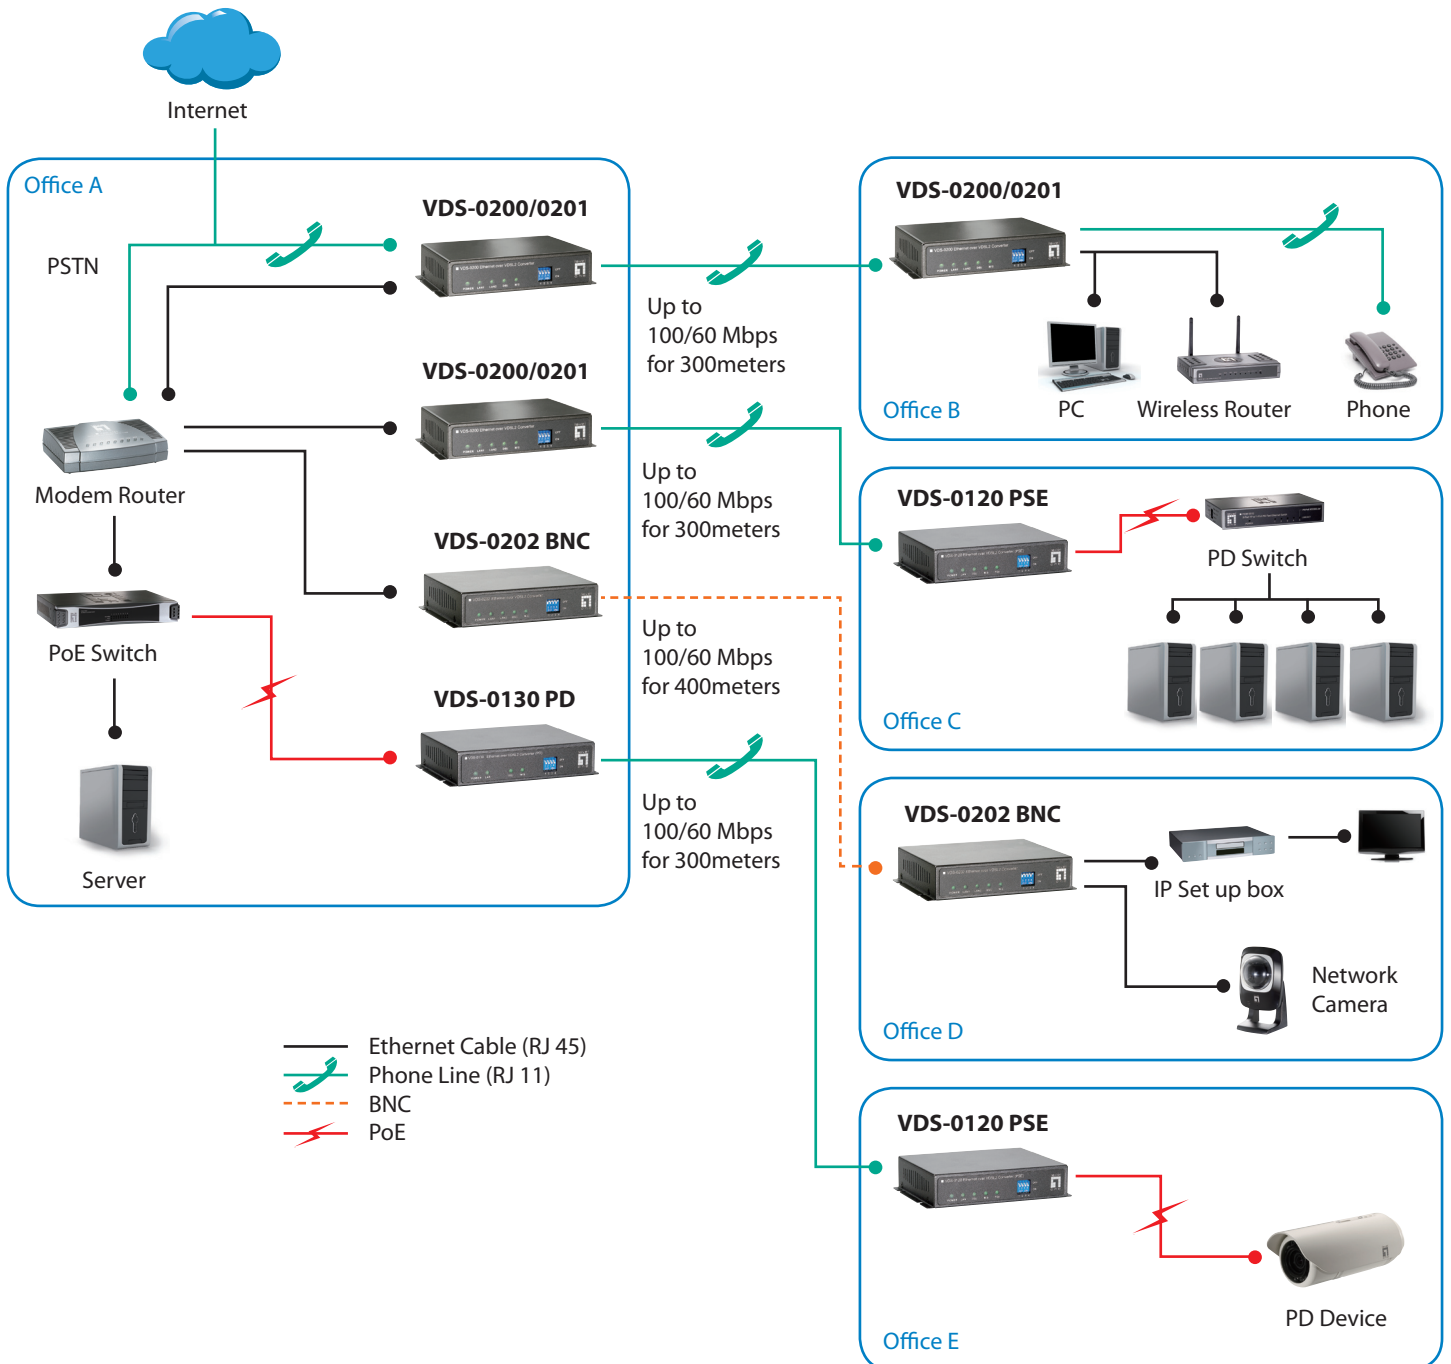 Internet
Office A
PSTN
VDS-0200/0201
VDS-0200/0201
Modem Router
VDS-0202 BNC
PoE Switch
VDS-0130 PD
Server
Up to
100/60 Mbps
for 300meters
Up to
100/60 Mbps
for 300meters
Up to
100/60 Mbps
for 400meters
Up to
100/60 Mbps
for 300meters
VDS-0200/0201
PC
Wireless Router
Phone
Office B
VDS-0120 PSE
PD Switch
Office C
VDS-0202 BNC
IP Set up box
Network
Camera
Office D
VDS-0120 PSE
PD Device
Office E
Ethernet Cable (RJ 45)
Phone Line (RJ 11)
BNC
PoE